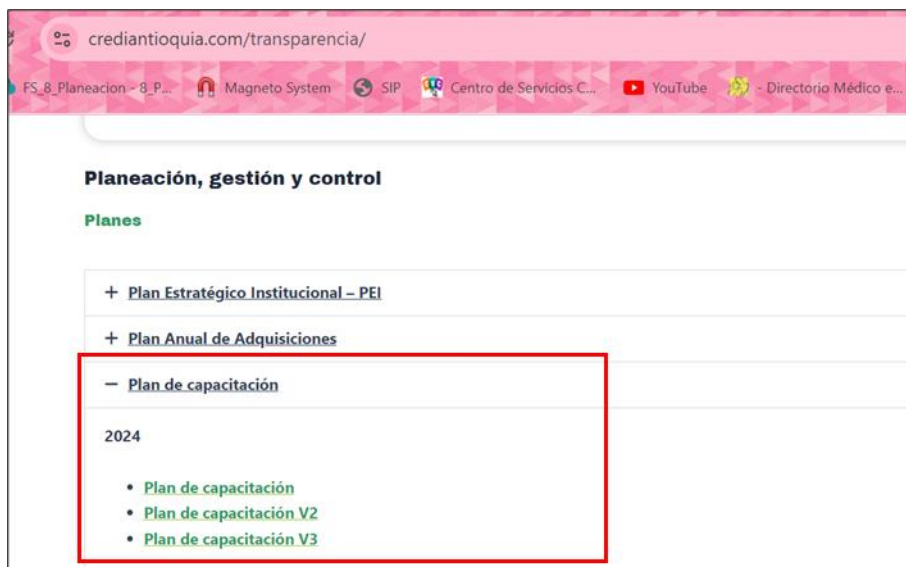 crediantioquia.com/transparencia/
FS_8_Planeacion - 8_P... Magneto System SIP Centro de Servicios C... YouTube - Directorio Médico e...
Planeación, gestión y control
Planes
+ Plan Estratégico Institucional – PEI
+ Plan Anual de Adquisiciones
− Plan de capacitación
2024
• Plan de capacitación
• Plan de capacitación V2
• Plan de capacitación V3